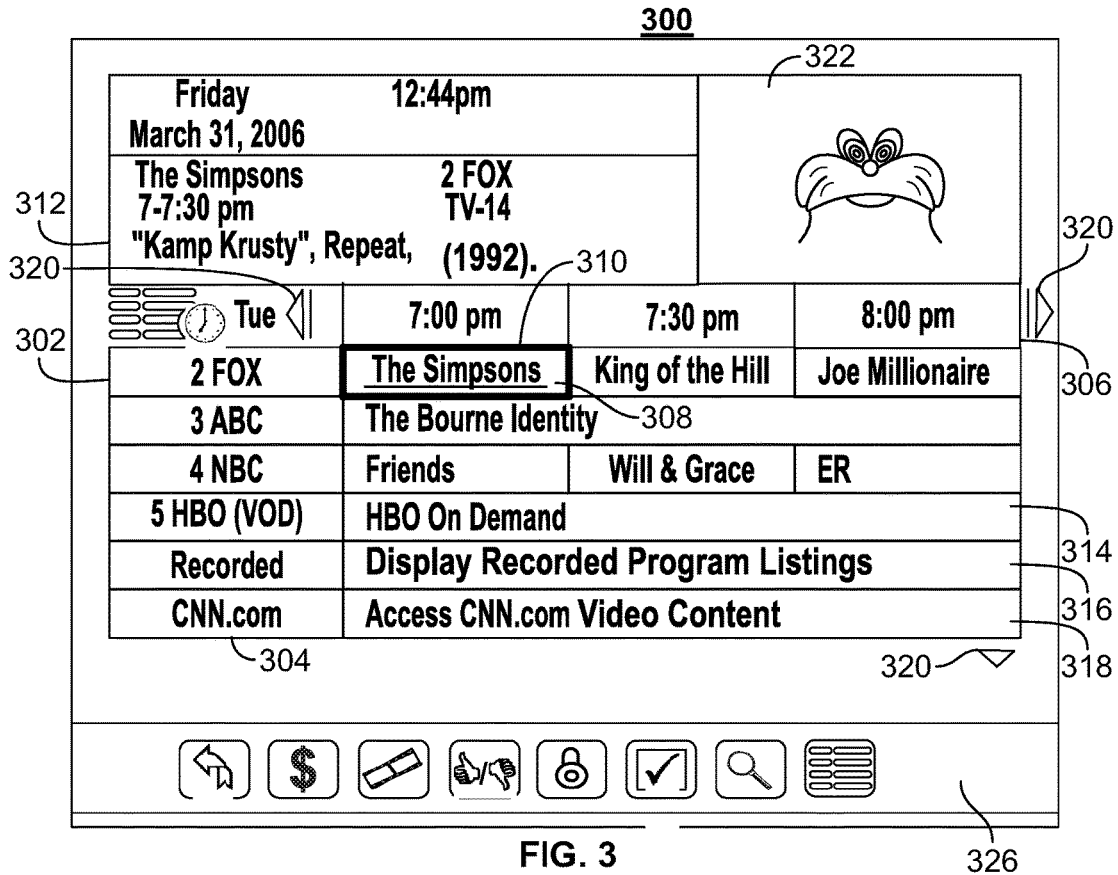 300
322
Friday 12:44pm
March 31, 2006
The Simpsons 2 FOX
7-7:30 pm TV-14
"Kamp Krusty", Repeat, (1992).
312
320
310
320
Tue 7:00 pm 7:30 pm 8:00 pm
302
2 FOX The Simpsons King of the Hill Joe Millionaire
306
3 ABC The Bourne Identity
308
4 NBC Friends Will & Grace ER
5 HBO (VOD) HBO On Demand
314
Recorded Display Recorded Program Listings
316
CNN.com Access CNN.com Video Content
304
320
318
$
FIG. 3
326